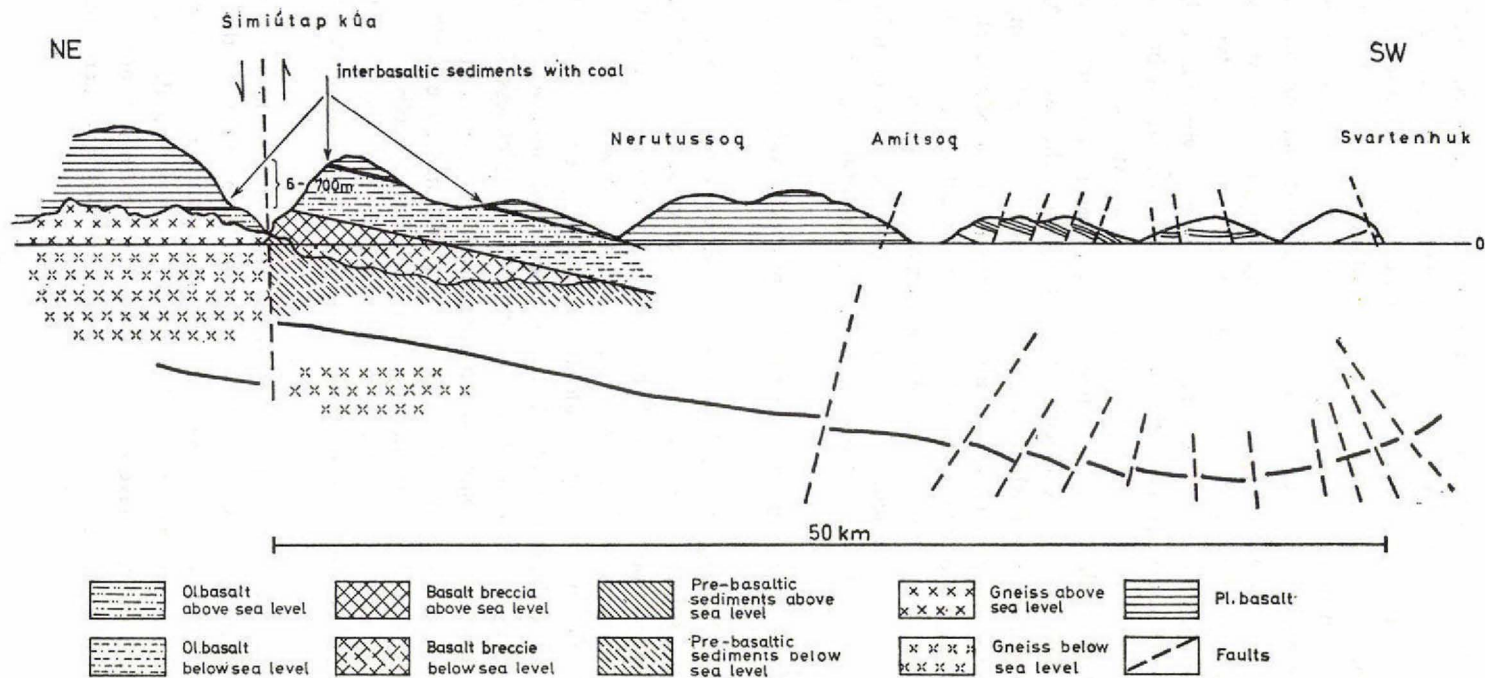 Simiútap kûa
NE
SW
interbasaltic sediments with coal
Nerutussoq
Amitsoq
Svartenhuk
6-700m
0
50 km
Ol.basalt
above sea level
Basalt breccia
above sea level
Pre-basaltic
sediments above
sea level
Gneiss above
sea level
Pl. basalt
Ol.basalt
below sea level
Basalt breccie
below sea level
Pre-basaltic
sediments below
sea level
Gneiss below
sea level
Faults